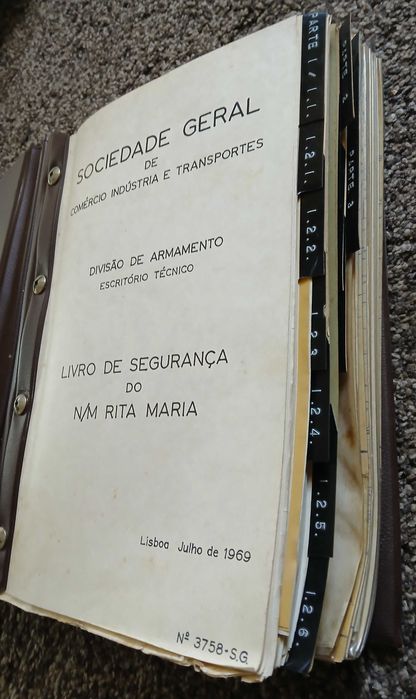 SOCIEDADE GERAL
DE
COMÉRCIO INDÚSTRIA E TRANSPORTES
DIVISÃO DE ARMAMENTO
ESCRITÓRIO TÉCNICO
LIVRO DE SEGURANÇA
DO
N/M RITA MARIA
Lisboa Julho de 1969
Nº 3758-S.G.
PARTE 1 / 1.1.
1.2.1.
1.2.2.
1.2.3
1.2.4.
1.2.5.
1.2.6.